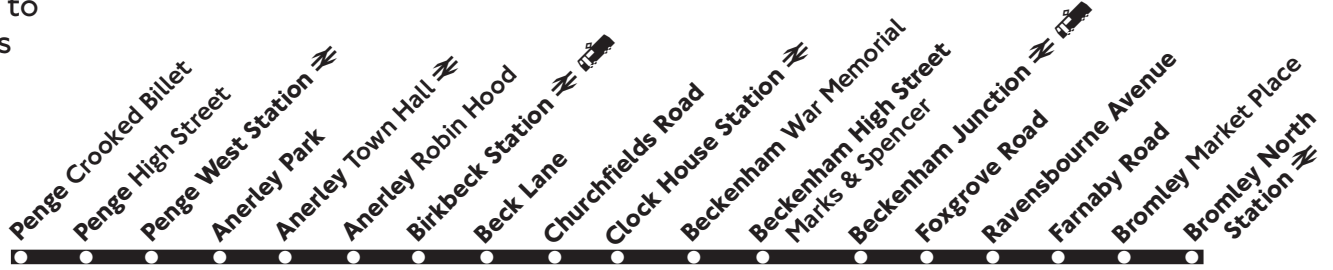 to
s
Penge Crooked Billet
Penge High Street
Penge West Station
Anerley Park
Anerley Town Hall
Anerley Robin Hood
Birkbeck Station
Beck Lane
Churchfields Road
Clock House Station
Beckenham War Memorial
Beckenham High Street
Marks & Spencer
Beckenham Junction
Foxgrove Road
Ravensbourne Avenue
Farnaby Road
Bromley Market Place
Bromley North
Station